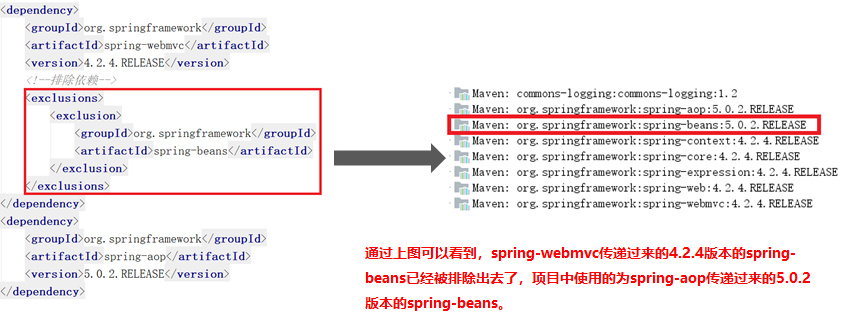 <dependency>
<groupId>org.springframework</groupId>
<artifactId>spring-webmvc</artifactId>
<version>4.2.4.RELEASE</version>
<!--排除依赖-->
<exclusions>
<exclusion>
<groupId>org.springframework</groupId>
<artifactId>spring-beans</artifactId>
</exclusion>
</exclusions>
</dependency>
<dependency>
<groupId>org.springframework</groupId>
<artifactId>spring-aop</artifactId>
<version>5.0.2.RELEASE</version>
</dependency>
Maven: commons-logging:commons-logging:1.2
Maven: org.springframework:spring-aop:5.0.2.RELEASE
Maven: org.springframework:spring-beans:5.0.2.RELEASE
Maven: org.springframework:spring-context:4.2.4.RELEASE
Maven: org.springframework:spring-core:4.2.4.RELEASE
Maven: org.springframework:spring-expression:4.2.4.RELEASE
Maven: org.springframework:spring-web:4.2.4.RELEASE
Maven: org.springframework:spring-webmvc:4.2.4.RELEASE
通过上图可以看到，spring-webmvc传递过来的4.2.4版本的spring-
beans已经被排除出去了，项目中使用的为spring-aop传递过来的5.0.2
版本的spring-beans。